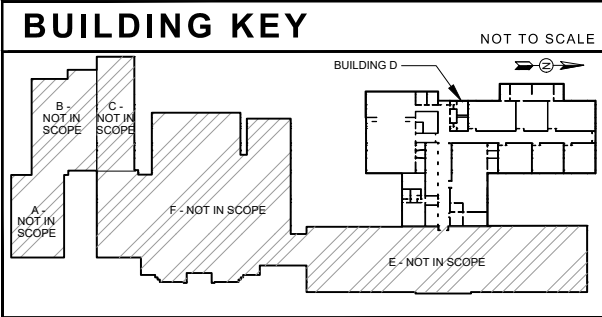 BUILDING KEY
NOT TO SCALE
BUILDING D
N
B -
NOT IN
SCOPE
C -
NOT IN
SCOPE
A -
NOT IN
SCOPE
F - NOT IN SCOPE
E - NOT IN SCOPE